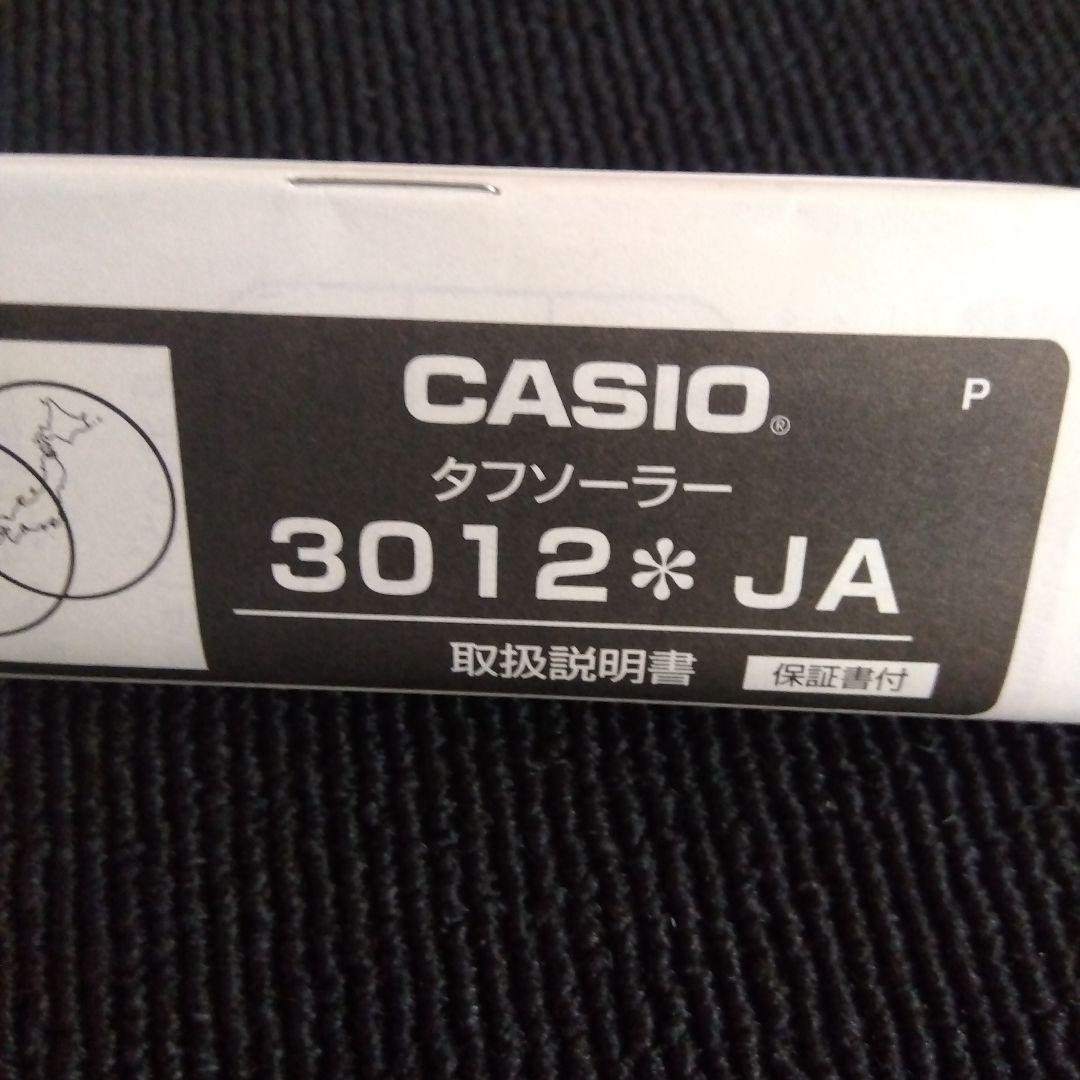 CASIO®
P
タフソーラー
3012* JA
取扱説明書
保証書付